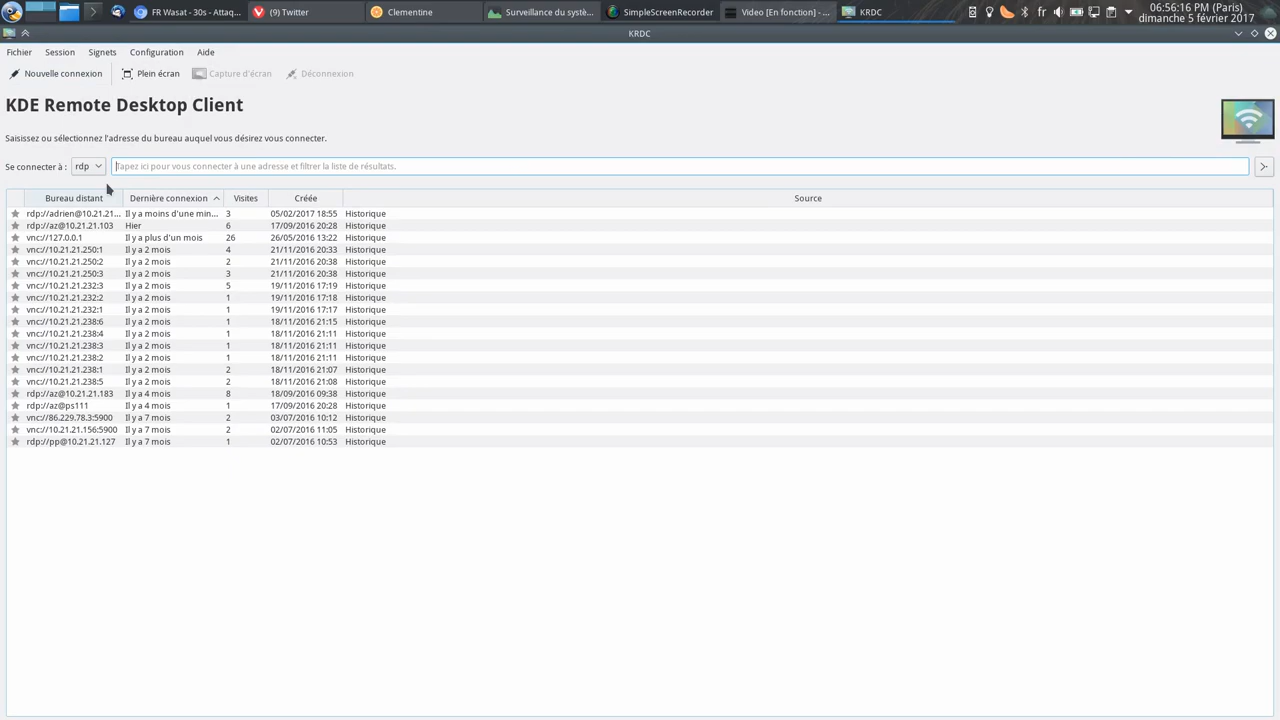 FR Wasat - 30s - Attaq...
(9) Twitter
Clementine
Surveillance du systè...
SimpleScreenRecorder
Video [En fonction] - ...
KRDC
fr
06:56:16 PM (Paris)
dimanche 5 février 2017
KRDC
Fichier Session Signets Configuration Aide
Nouvelle connexion Plein écran Capture d'écran Déconnexion
KDE Remote Desktop Client
Saisissez ou sélectionnez l'adresse du bureau auquel vous désirez vous connecter.
Se connecter à : rdp Tapez ici pour vous connecter à une adresse et filtrer la liste de résultats.
Bureau distant Dernière connexion Visites Créée Source
rdp://adrien@10.21.21... Il y a moins d'une min... 3 05/02/2017 18:55 Historique
rdp://az@10.21.21.103 Hier 6 17/09/2016 20:28 Historique
vnc://127.0.0.1 Il y a plus d'un mois 26 26/05/2016 13:22 Historique
vnc://10.21.21.250:1 Il y a 2 mois 4 21/11/2016 20:33 Historique
vnc://10.21.21.250:2 Il y a 2 mois 2 21/11/2016 20:38 Historique
vnc://10.21.21.250:3 Il y a 2 mois 3 21/11/2016 20:38 Historique
vnc://10.21.21.232:3 Il y a 2 mois 5 19/11/2016 17:19 Historique
vnc://10.21.21.232:2 Il y a 2 mois 1 19/11/2016 17:18 Historique
vnc://10.21.21.232:1 Il y a 2 mois 1 19/11/2016 17:17 Historique
vnc://10.21.21.238:6 Il y a 2 mois 1 18/11/2016 21:15 Historique
vnc://10.21.21.238:4 Il y a 2 mois 1 18/11/2016 21:11 Historique
vnc://10.21.21.238:3 Il y a 2 mois 1 18/11/2016 21:11 Historique
vnc://10.21.21.238:2 Il y a 2 mois 1 18/11/2016 21:11 Historique
vnc://10.21.21.238:1 Il y a 2 mois 2 18/11/2016 21:07 Historique
vnc://10.21.21.238:5 Il y a 2 mois 2 18/11/2016 21:08 Historique
rdp://az@10.21.21.183 Il y a 4 mois 8 18/09/2016 09:38 Historique
rdp://az@ps111 Il y a 4 mois 1 17/09/2016 20:28 Historique
vnc://86.229.78.3:5900 Il y a 7 mois 2 03/07/2016 10:12 Historique
vnc://10.21.21.156:5900 Il y a 7 mois 2 02/07/2016 11:05 Historique
rdp://pp@10.21.21.127 Il y a 7 mois 1 02/07/2016 10:53 Historique